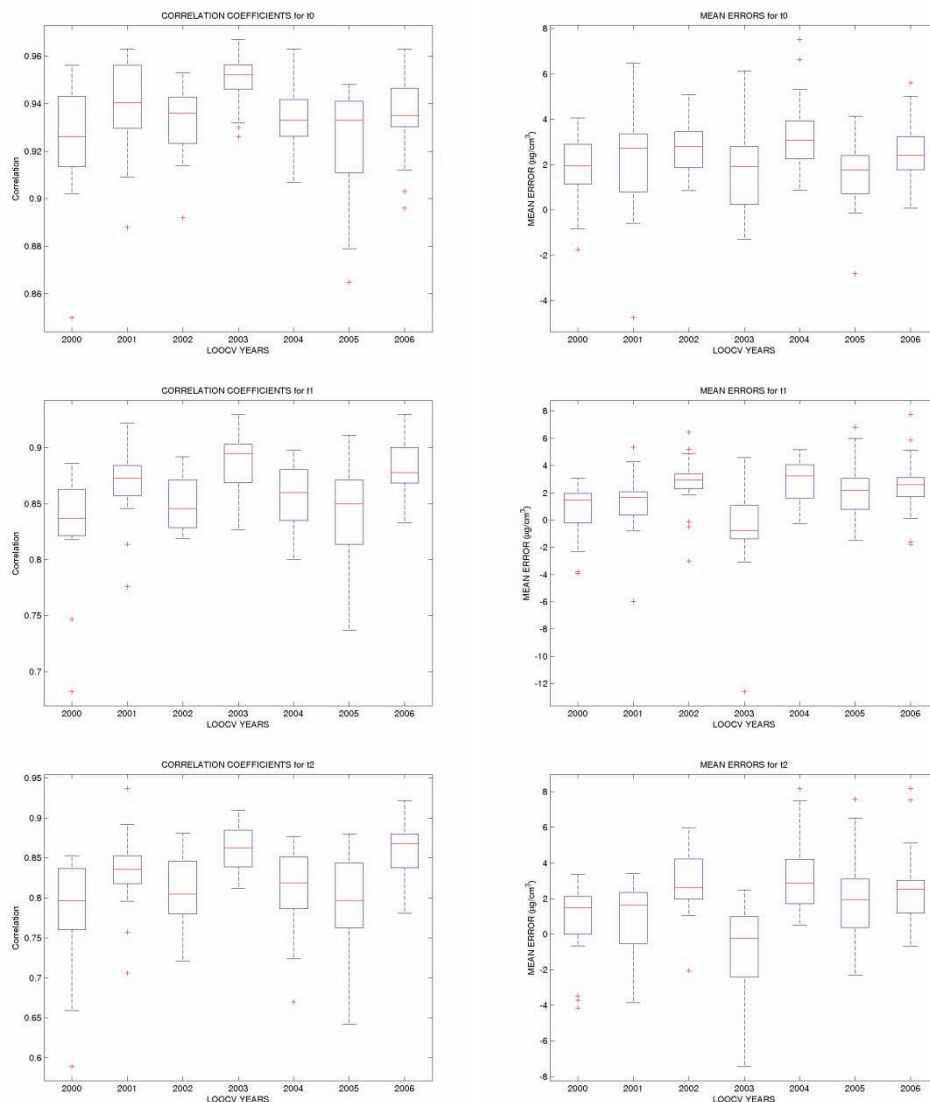 CORRELATION COEFFICIENTS for t0
Correlation
0.96
0.94
0.92
0.9
0.88
0.86
2000 2001 2002 2003 2004 2005 2006
LOOCV YEARS
MEAN ERRORS for t0
MEAN ERROR (µg/cm³)
8
6
4
2
0
-2
-4
2000 2001 2002 2003 2004 2005 2006
LOOCV YEARS
CORRELATION COEFFICIENTS for t1
Correlation
0.9
0.85
0.8
0.75
0.7
2000 2001 2002 2003 2004 2005 2006
LOOCV YEARS
MEAN ERRORS for t1
MEAN ERROR (µg/cm³)
8
6
4
2
0
-2
-4
-6
-8
-10
-12
2000 2001 2002 2003 2004 2005 2006
LOOCV YEARS
CORRELATION COEFFICIENTS for t2
Correlation
0.95
0.9
0.85
0.8
0.75
0.7
0.65
0.6
2000 2001 2002 2003 2004 2005 2006
LOOCV YEARS
MEAN ERRORS for t2
MEAN ERROR (µg/cm³)
8
6
4
2
0
-2
-4
-6
-8
2000 2001 2002 2003 2004 2005 2006
LOOCV YEARS